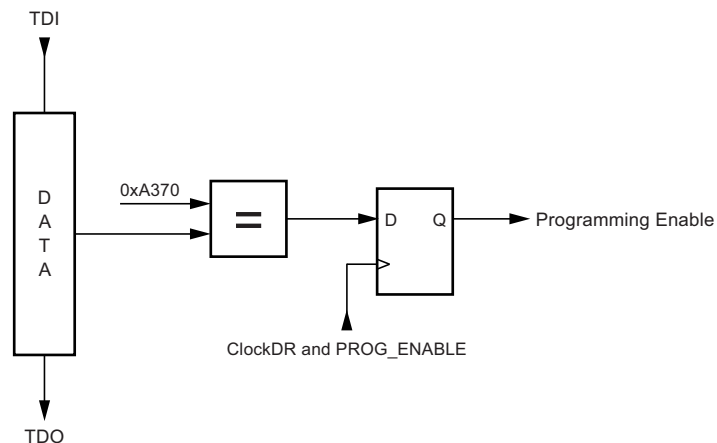 TDI
D
A
T
A
0xA370
=
D Q
Programming Enable
ClockDR and PROG_ENABLE
TDO